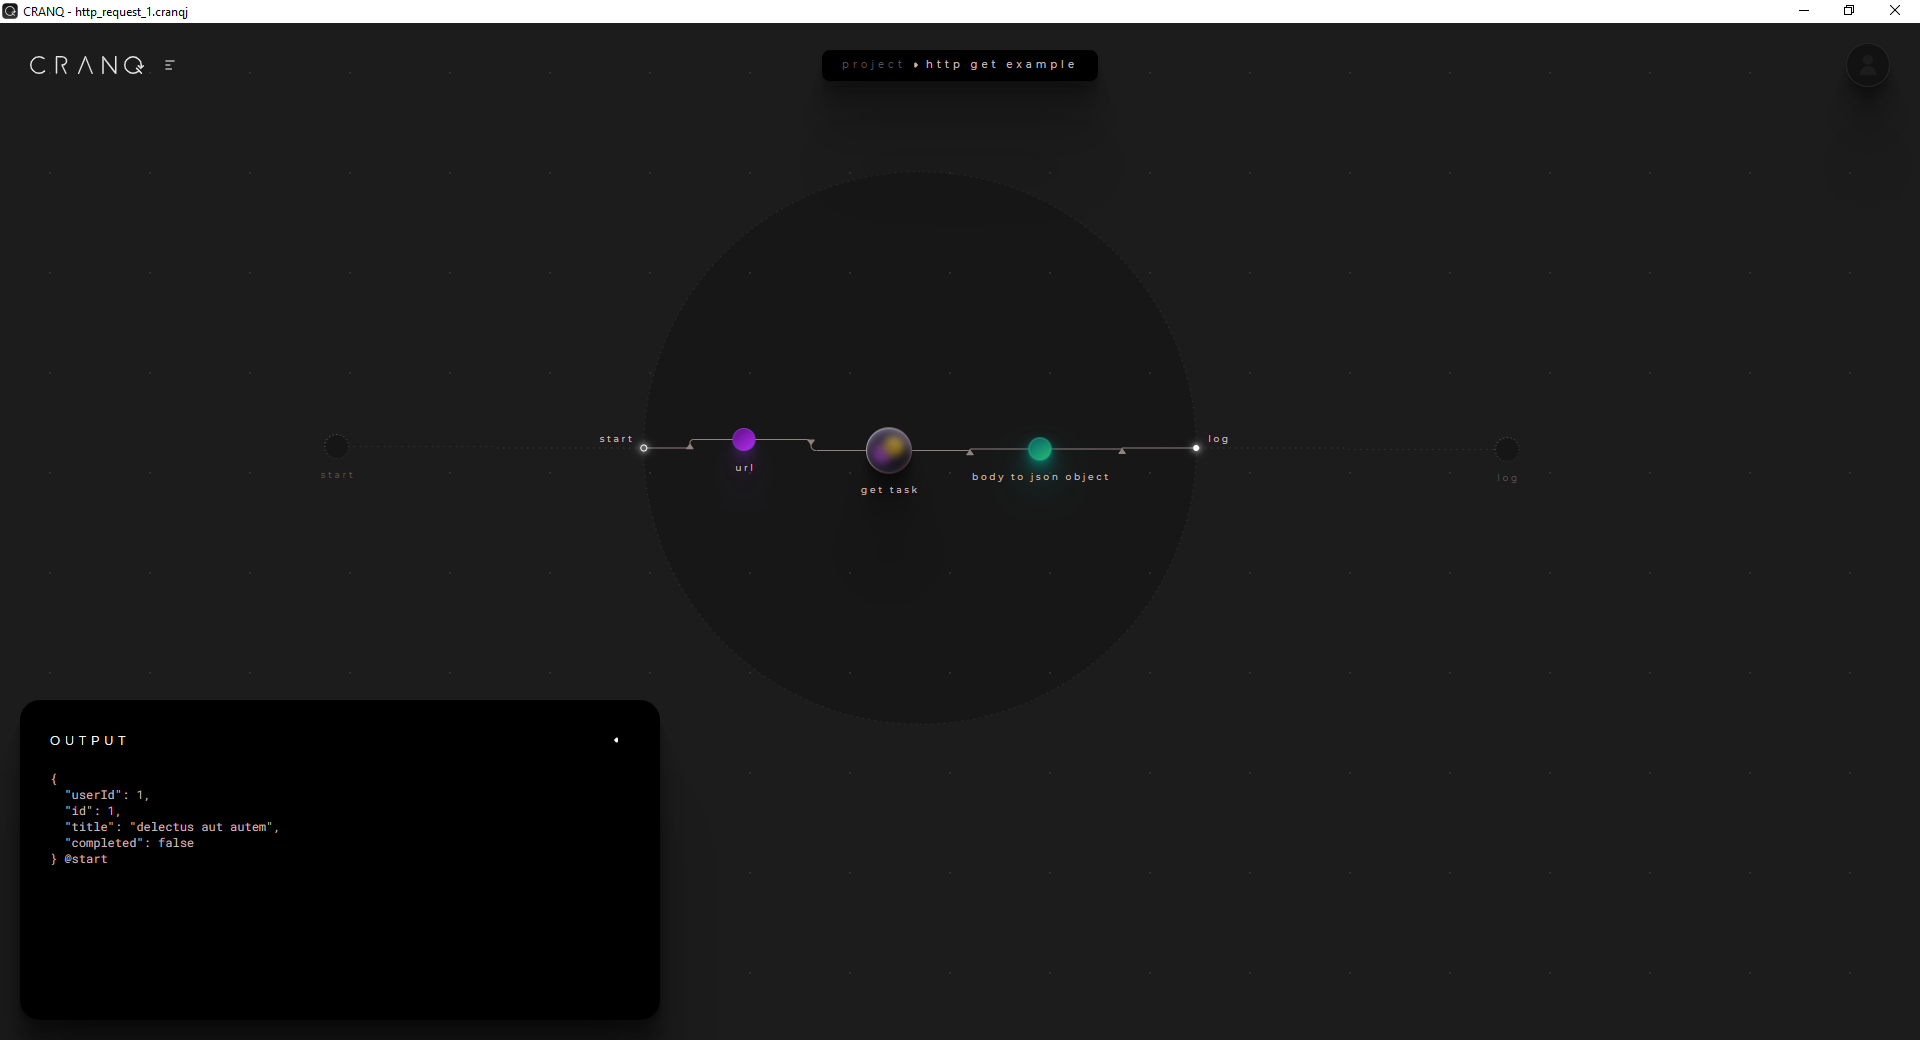 CRANQ - http_request_1.cranqj
CRANQ
project http get example
start
log
url
start
get task
body to json object
log
OUTPUT
{
"userId": 1,
"id": 1,
"title": "delectus aut autem",
"completed": false
} @start